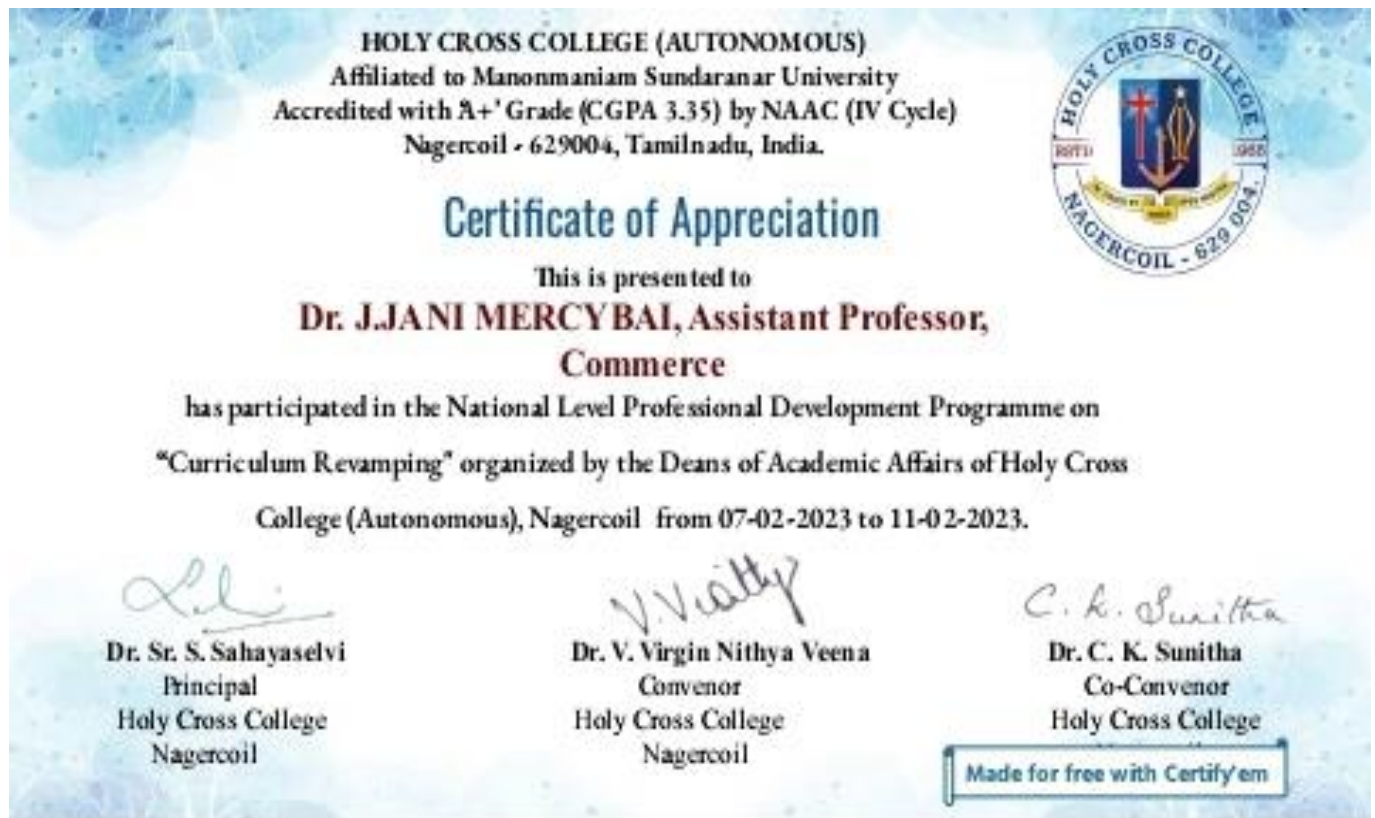 HOLY CROSS COLLEGE (AUTONOMOUS)
Affiliated to Manonmaniam Sundaranar University
Accredited with 'A+' Grade (CGPA 3.35) by NAAC (IV Cycle)
Nagercoil - 629004, Tamilnadu, India.
HOLY CROSS COLLEGE
ESTD 1965
NAGERCOIL - 629 004.
Certificate of Appreciation
This is presented to
Dr. J.JANI MERCY BAI, Assistant Professor,
Commerce
has participated in the National Level Professional Development Programme on
"Curriculum Revamping" organized by the Deans of Academic Affairs of Holy Cross
College (Autonomous), Nagercoil from 07-02-2023 to 11-02-2023.
C. K. Sunitha
Dr. Sr. S. Sahayaselvi
Principal
Holy Cross College
Nagercoil
Dr. V. Virgin Nithya Veena
Convenor
Holy Cross College
Nagercoil
Dr. C. K. Sunitha
Co-Convenor
Holy Cross College
Made for free with Certify'em